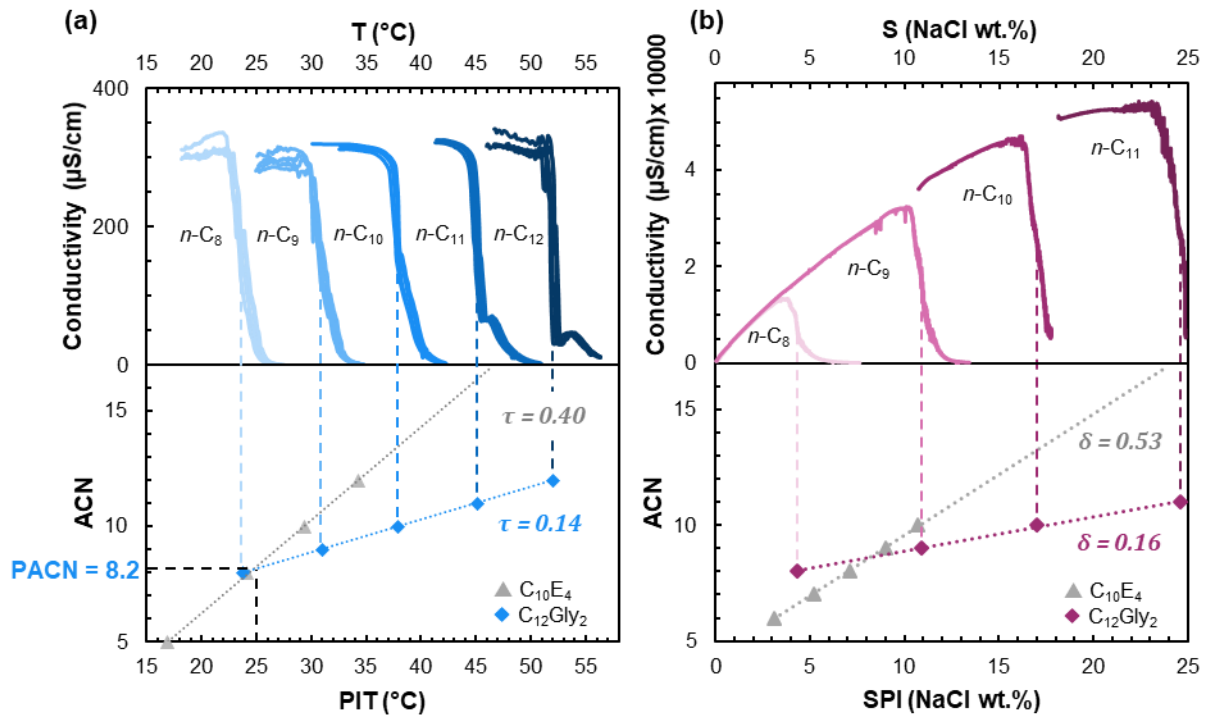 (a)
T (°C)
15 20 25 30 35 40 45 50 55
400
200
0
Conductivity (µS/cm)
n-C₈
n-C₉
n-C₁₀
n-C₁₁
n-C₁₂
15
10
5
ACN
τ = 0.40
τ = 0.14
PACN = 8.2
C₁₀E₄
C₁₂Gly₂
15 20 25 30 35 40 45 50 55
PIT (°C)
(b)
S (NaCl wt.%)
0 5 10 15 20 25
4
2
0
Conductivity (µS/cm) x 10000
n-C₈
n-C₉
n-C₁₀
n-C₁₁
15
10
5
ACN
δ = 0.53
δ = 0.16
C₁₀E₄
C₁₂Gly₂
0 5 10 15 20 25
SPI (NaCl wt.%)